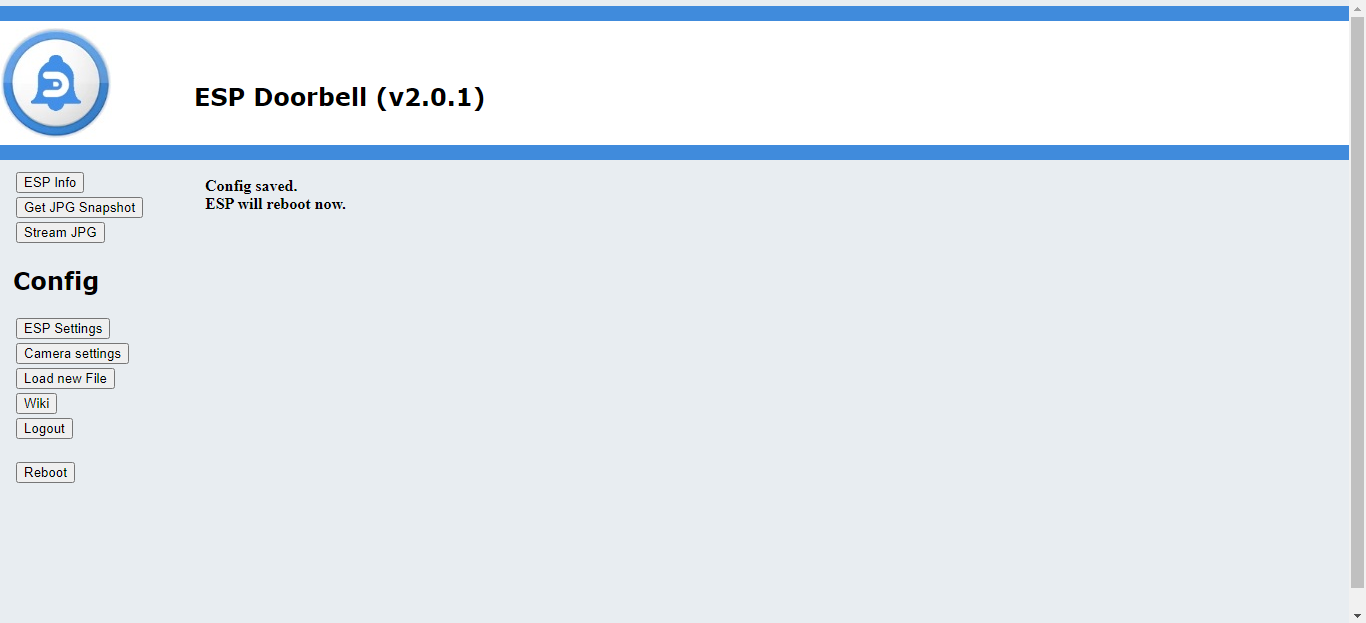 ESP Doorbell (v2.0.1)
ESP Info
Get JPG Snapshot
Stream JPG
Config
ESP Settings
Camera settings
Load new File
Wiki
Logout
Reboot
Config saved.
ESP will reboot now.